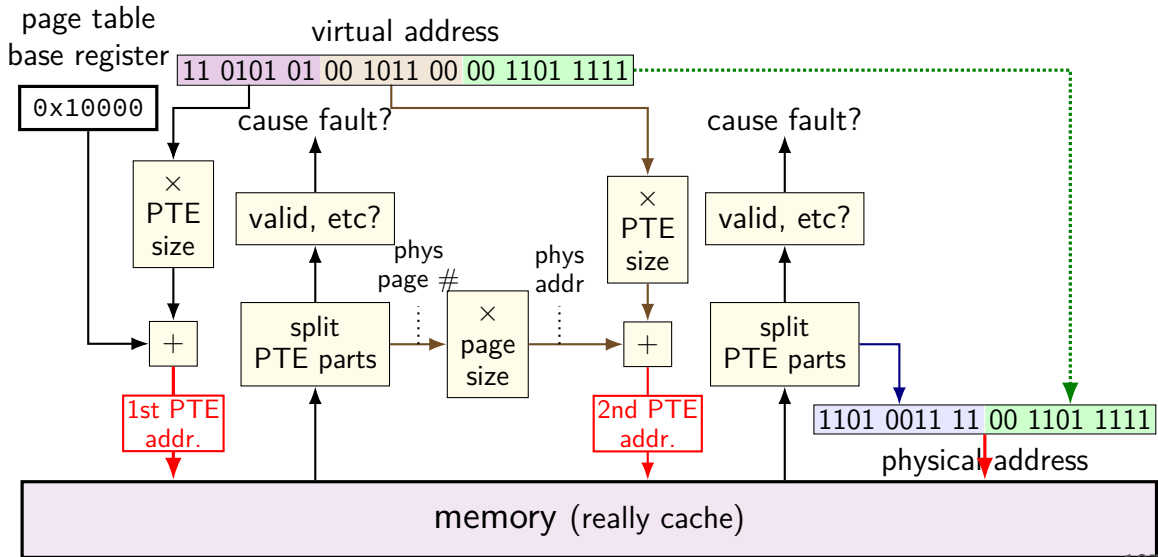 page table
base register
virtual address
11 0101 01 00 1011 00 00 1101 1111
0x10000
cause fault?
cause fault?
×
PTE
size
valid, etc?
×
PTE
size
valid, etc?
phys
page #
phys
addr
+
split
PTE parts
×
page
size
+
split
PTE parts
1st PTE
addr.
2nd PTE
addr.
1101 0011 11 00 1101 1111
physical address
memory (really cache)